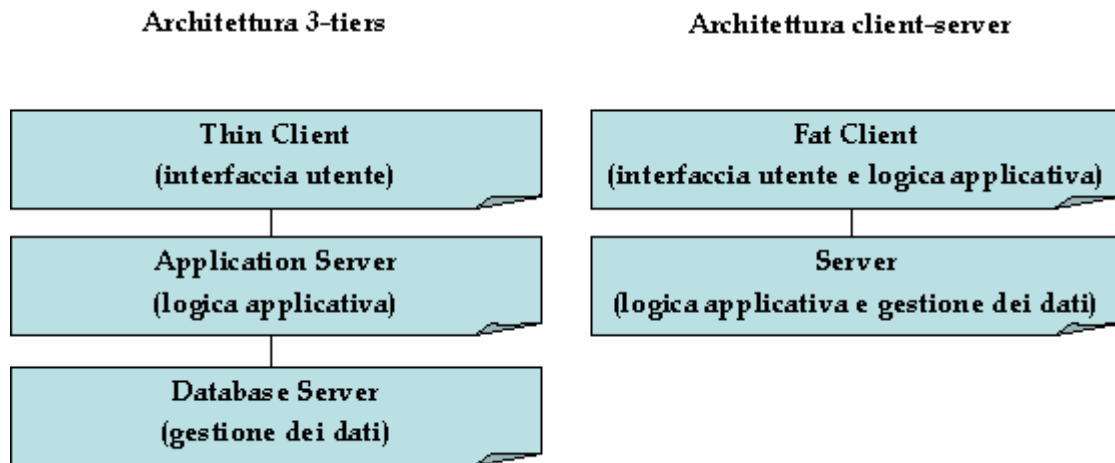 Architettura 3-tiers
Thin Client
(interfaccia utente)
Application Server
(logica applicativa)
Database Server
(gestione dei dati)
Architettura client-server
Fat Client
(interfaccia utente e logica applicativa)
Server
(logica applicativa e gestione dei dati)